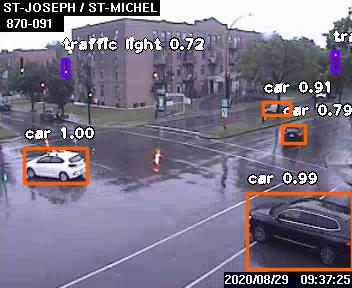 ST-JOSEPH / ST-MICHEL
870-091
traffic light 0.72
tra
car 0.91
car 0.79
car 1.00
car 0.99
2020/08/29 09:37:25